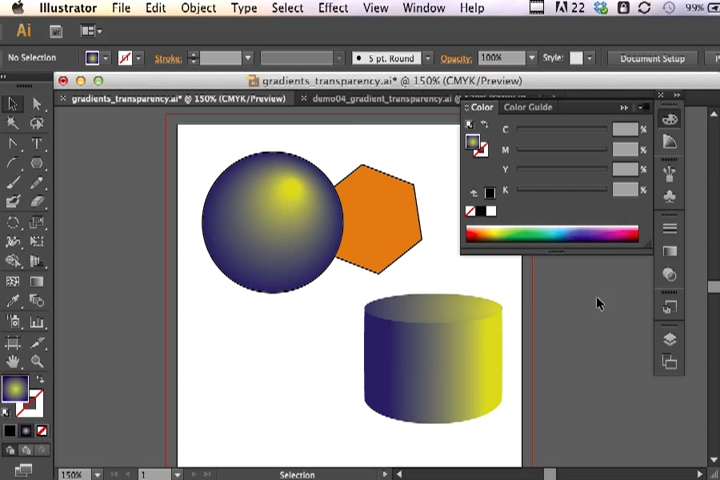 Illustrator File Edit Object Type Select Effect View Window Help 22 99%
Ai
No Selection Stroke: 5 pt. Round Opacity: 100% Style: Document Setup
gradients_transparency.ai* @ 150% (CMYK/Preview)
gradients_transparency.ai* @ 150% (CMYK/Preview) demo04_gradient_transparency.ai @
Color Color Guide
C %
M %
Y %
K %
T
150% 1 Selection